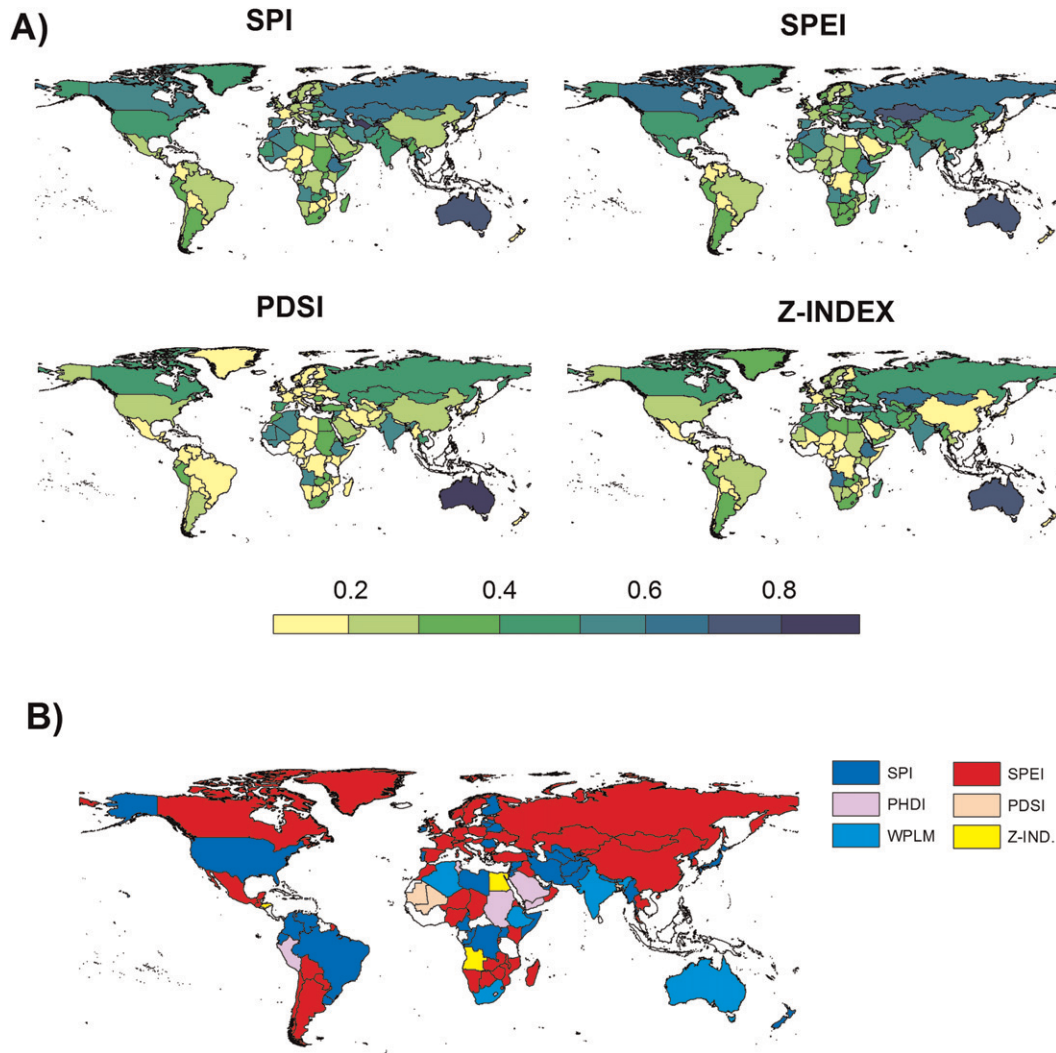 A)
SPI
SPEI
PDSI
Z-INDEX
0.2 0.4 0.6 0.8
B)
SPI SPEI
PHDI PDSI
WPLM Z-IND.